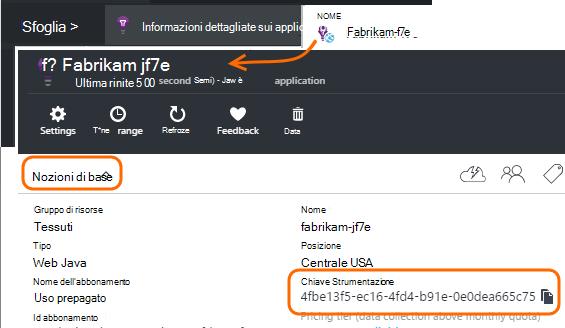 Sfoglia >
Informazioni dettagliate sui applic
NOME
Fabrikam-f7e
f? Fabrikam jf7e
Ultima rinite 5 00 second Semi) - Jaw è application
Settings
T^ne range
Refroze
Feedback
Data
Nozioni di base
Gruppo di risorse
Tessuti
Nome
fabrikam-jf7e
Tipo
Web Java
Posizione
Centrale USA
Nome dell'abbonamento
Uso prepagato
Chiave Strumentazione
4fbe13f5-ec16-4fd4-b91e-0e0dea665c75
Id abbonamento
Pricing tier (data collection above monthly quota)